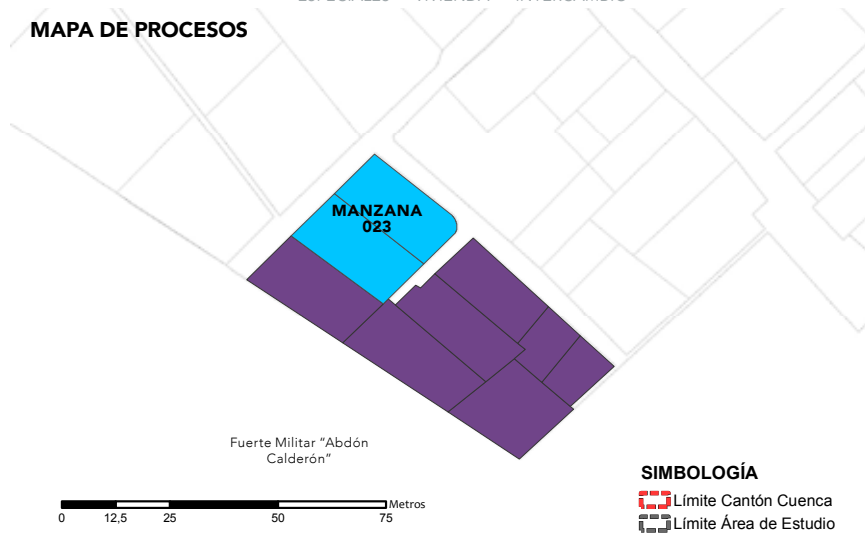 MAPA DE PROCESOS
MANZANA
023
Fuerte Militar "Abdón
Calderón"
Metros
0 12,5 25 50 75
SIMBOLOGÍA
Límite Cantón Cuenca
Límite Área de Estudio